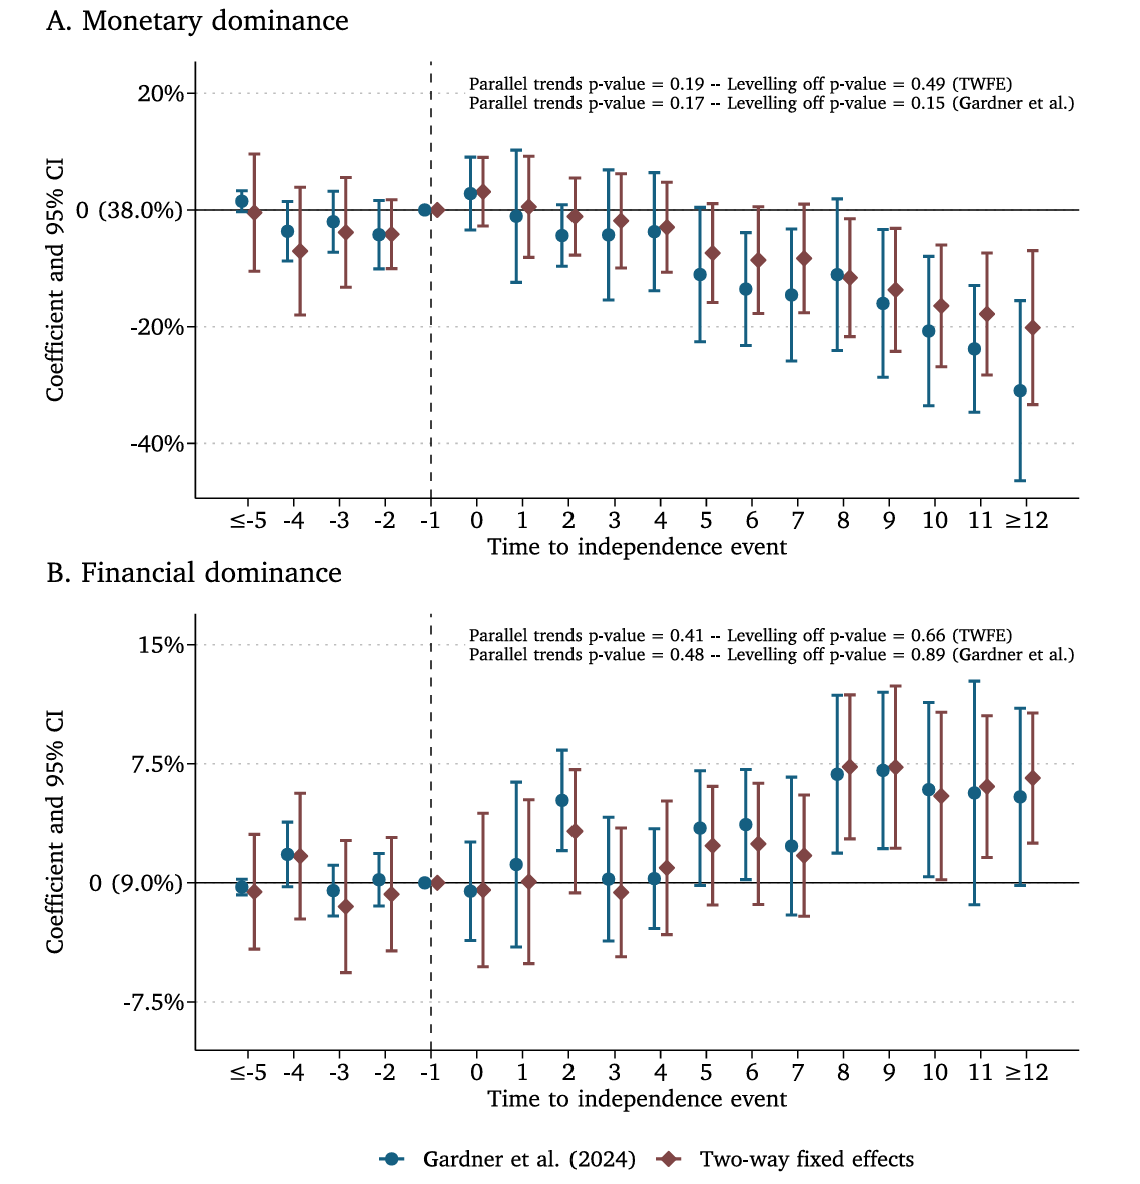 A. Monetary dominance
Parallel trends p-value = 0.19 -- Levelling off p-value = 0.49 (TWFE)
Parallel trends p-value = 0.17 -- Levelling off p-value = 0.15 (Gardner et al.)
Coefficient and 95% CI
20%
0 (38.0%)
-20%
-40%
≤-5 -4 -3 -2 -1 0 1 2 3 4 5 6 7 8 9 10 11 ≥12
Time to independence event
B. Financial dominance
Parallel trends p-value = 0.41 -- Levelling off p-value = 0.66 (TWFE)
Parallel trends p-value = 0.48 -- Levelling off p-value = 0.89 (Gardner et al.)
Coefficient and 95% CI
15%
7.5%
0 (9.0%)
-7.5%
≤-5 -4 -3 -2 -1 0 1 2 3 4 5 6 7 8 9 10 11 ≥12
Time to independence event
Gardner et al. (2024) Two-way fixed effects